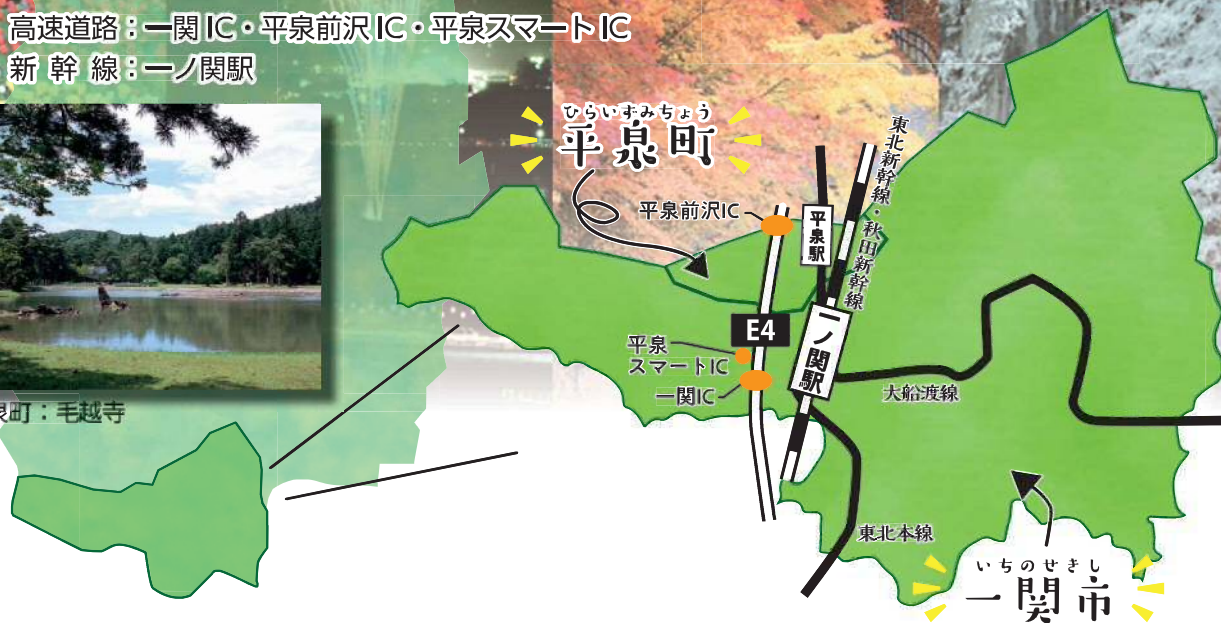 高速道路：一関IC・平泉前沢IC・平泉スマートIC
新幹線：一ノ関駅
ひらいずみちょう
平泉町
平泉前沢IC
平泉駅
東北新幹線・秋田新幹線
E4
平泉
スマートIC
一関IC
一ノ関駅
大船渡線
泉町：毛越寺
東北本線
いちのせきし
一関市